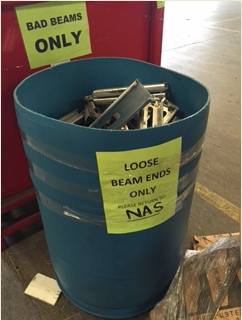 BAD BEAMS
ONLY
LOOSE
BEAM ENDS
ONLY
PLEASE RETURN TO
NAS